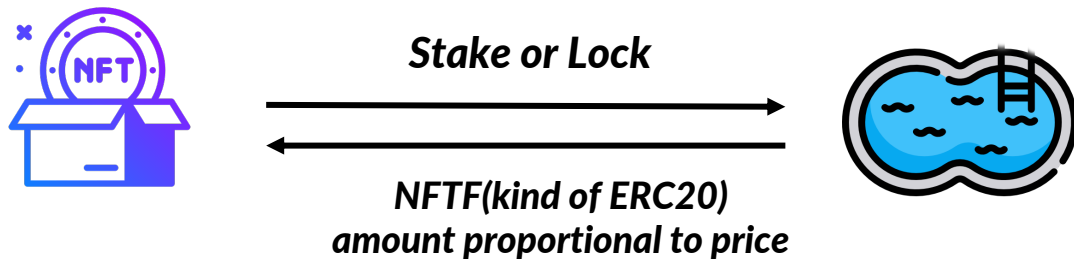 NFT
Stake or Lock
NFTF(kind of ERC20)
amount proportional to price